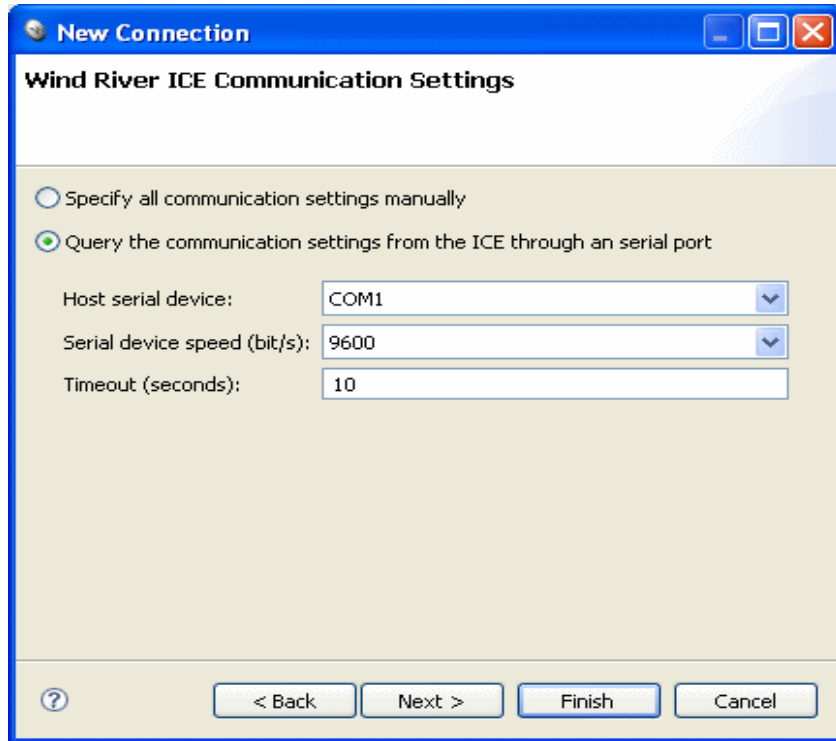 New Connection
Wind River ICE Communication Settings
Specify all communication settings manually
Query the communication settings from the ICE through an serial port
Host serial device: COM1
Serial device speed (bit/s): 9600
Timeout (seconds): 10
? < Back Next > Finish Cancel